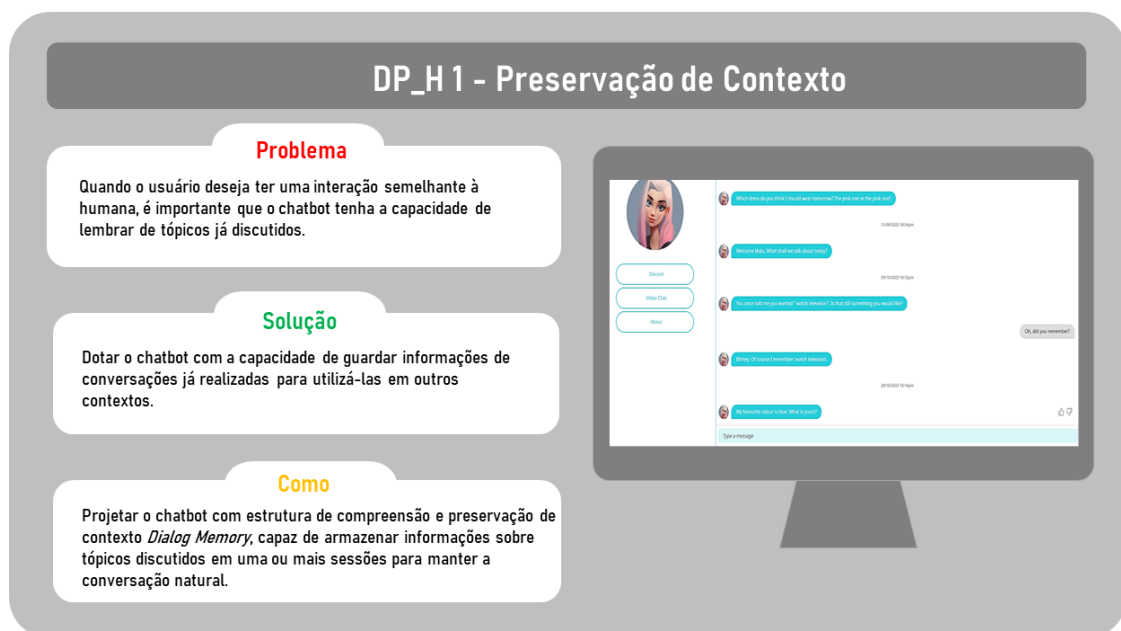 DP_H 1 - Preservação de Contexto
Problema
Quando o usuário deseja ter uma interação semelhante à
humana, é importante que o chatbot tenha a capacidade de
lembrar de tópicos já discutidos.
Solução
Dotar o chatbot com a capacidade de guardar informações de
conversações já realizadas para utilizá-las em outros
contextos.
Como
Projetar o chatbot com estrutura de compreensão e preservação de
contexto Dialog Memory, capaz de armazenar informações sobre
tópicos discutidos em uma ou mais sessões para manter a
conversação natural.
Discord
Video Chat
About
Which dress do you think I should wear tomorrow? The pink one or the pink one?
Welcome Malu. What shall we talk about today?
You once told me you wanted " watch television". Is that still something you would like?
Oh, did you remember?
Blimey, Of course I remember: watch television.
My favourite colour is blue. What is yours?
Type a message